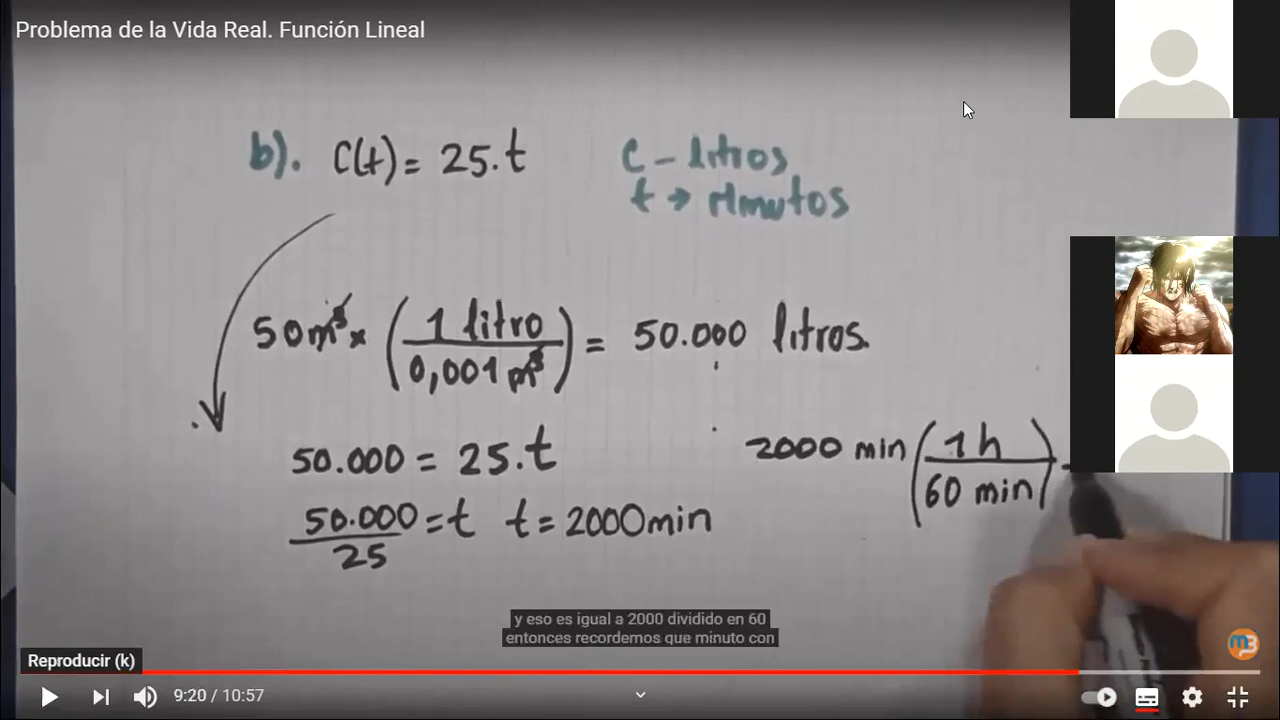 Problema de la Vida Real. Función Lineal
b). C(t) = 25.t
C - litros
t → minutos
50m³ x (1 litro / 0,001 m³) = 50.000 litros.
50.000 = 25.t
2000 min (1h / 60 min)
50.000 / 25 = t t = 2000min
y eso es igual a 2000 dividido en 60
entonces recordemos que minuto con
Reproducir (k)
9:20 / 10:57